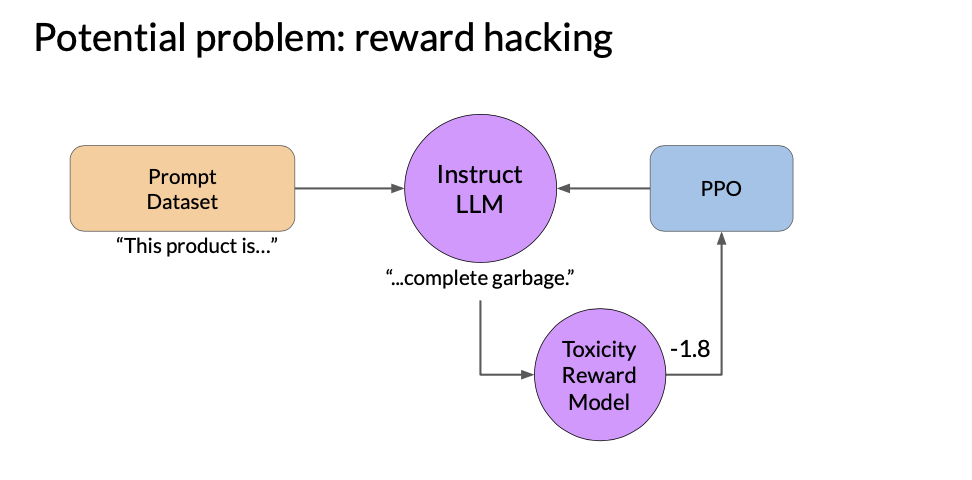 Potential problem: reward hacking
Prompt
Dataset
“This product is...”
Instruct
LLM
“...complete garbage.”
PPO
Toxicity
Reward
Model
-1.8